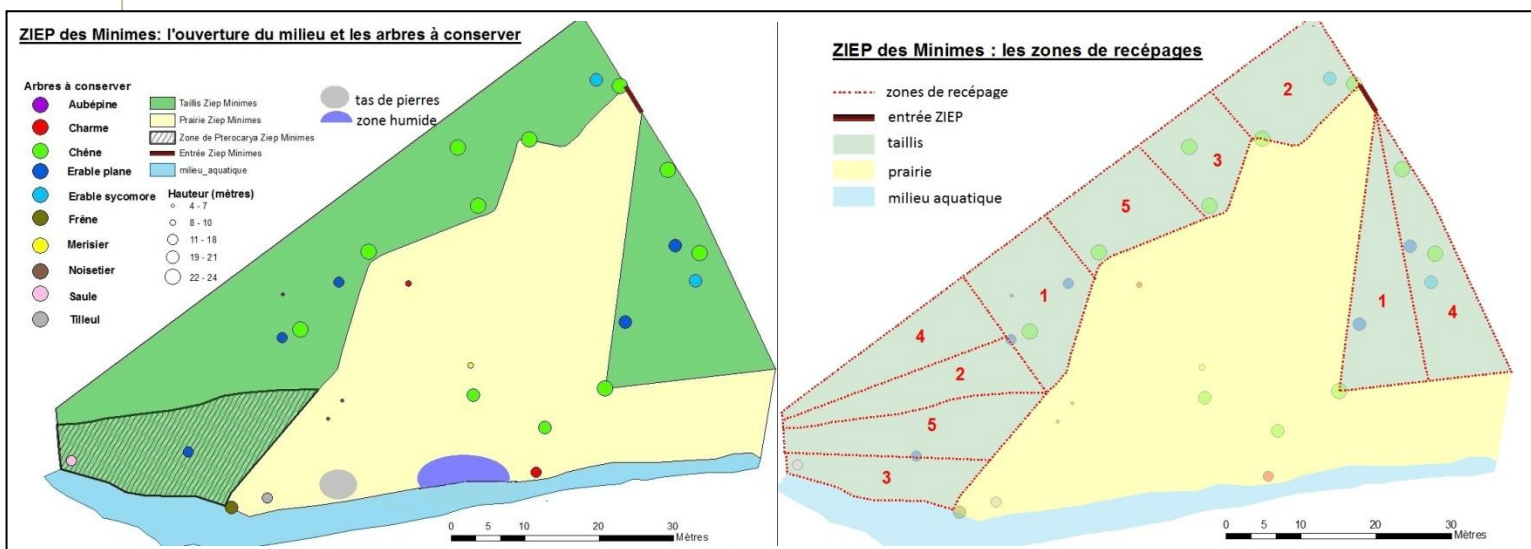 ZIEP des Minimes: l'ouverture du milieu et les arbres à conserver
Arbres à conserver
Aubépine
Charme
Chêne
Erable plane
Erable sycomore
Frêne
Merisier
Noisetier
Saule
Tilleul
Taillis Ziep Minimes
Prairie Ziep Minimes
Zone de Pterocarya Ziep Minimes
Entrée Ziep Minimes
milieu_aquatique
Hauteur (mètres)
4 - 7
8 - 10
11 - 18
19 - 21
22 - 24
tas de pierres
zone humide
0 5 10 20 30
Mètres
ZIEP des Minimes : les zones de recépages
zones de recépage
entrée ZIEP
taillis
prairie
milieu aquatique
2
3
5
1
4
2
5
3
1
4
0 5 10 20 30
Mètres